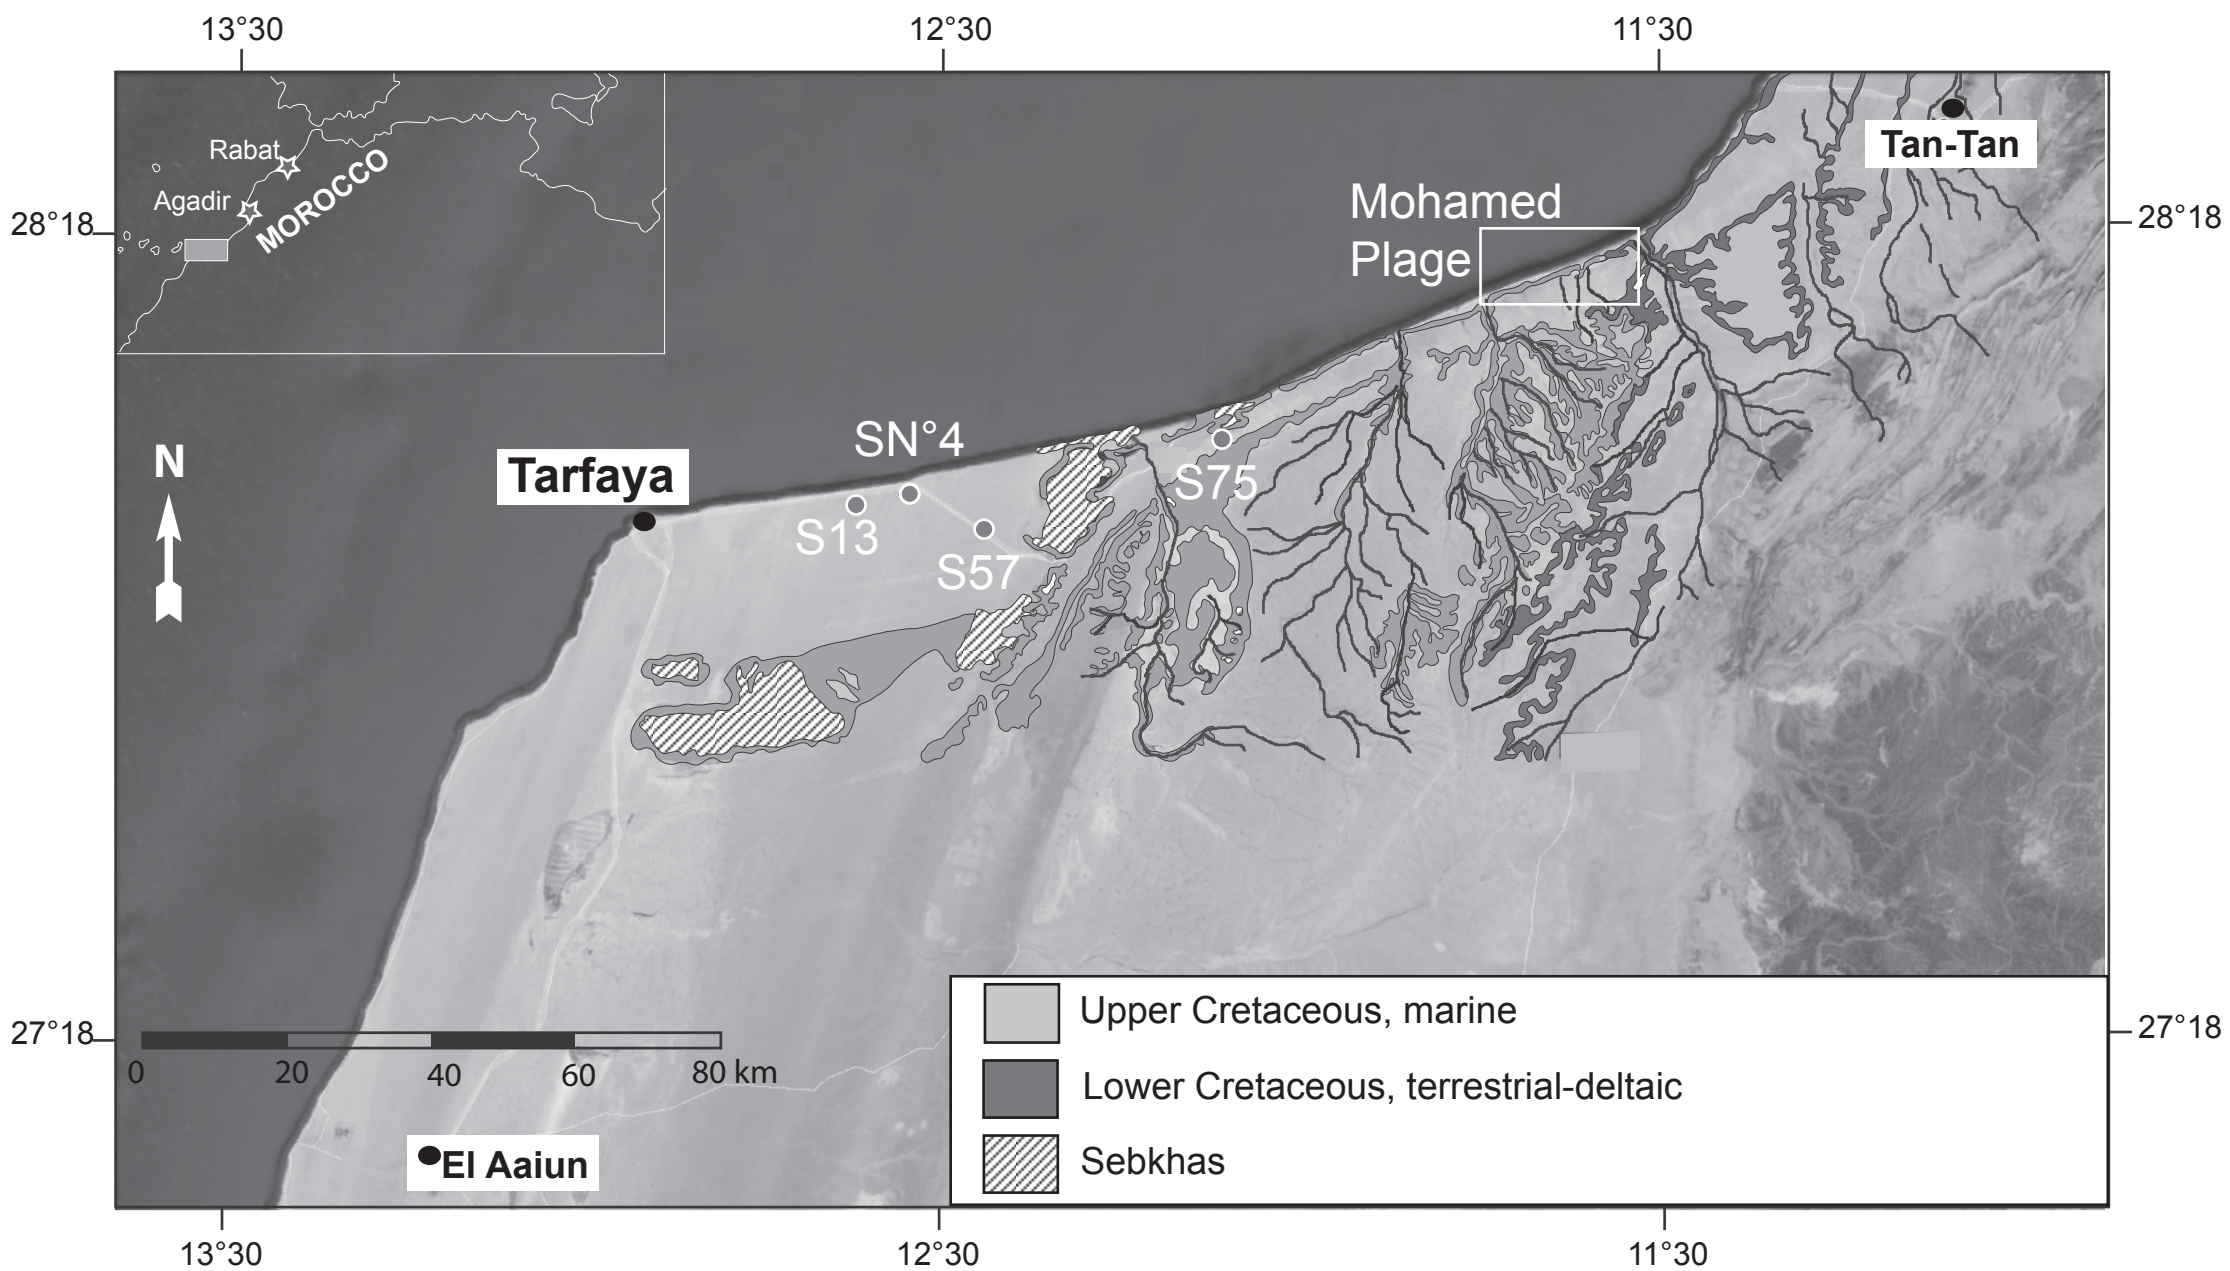 13°30
12°30
11°30
Rabat
Agadir
MOROCCO
Tan-Tan
Mohamed
Plage
28°18
28°18
N
Tarfaya
SN°4
S13
S57
S75
27°18
27°18
0
20
40
60
80 km
El Aaiun
Upper Cretaceous, marine
Lower Cretaceous, terrestrial-deltaic
Sebkhas
13°30
12°30
11°30